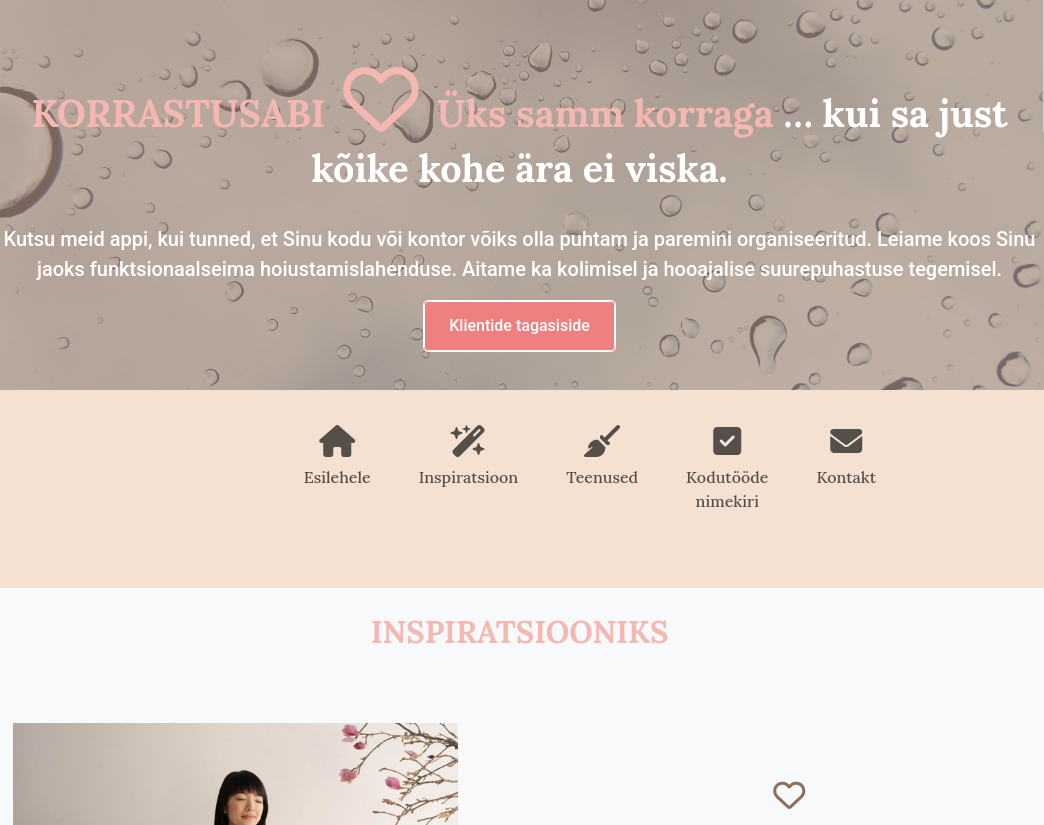 KORRASTUSABI Üks samm korraga ... kui sa just
kõike kohe ära ei viska.
Kutsu meid appi, kui tunned, et Sinu kodu või kontor võiks olla puhtam ja paremini organiseeritud. Leiame koos Sinu
jaoks funktsionaalseima hoiustamislahenduse. Aitame ka kolimisel ja hooajalise suurepuhastuse tegemisel.
Klientide tagasiside
Esilehele
Inspiratsioon
Teenused
Kodutööde
nimekiri
Kontakt
INSPIRATSIOONIKS